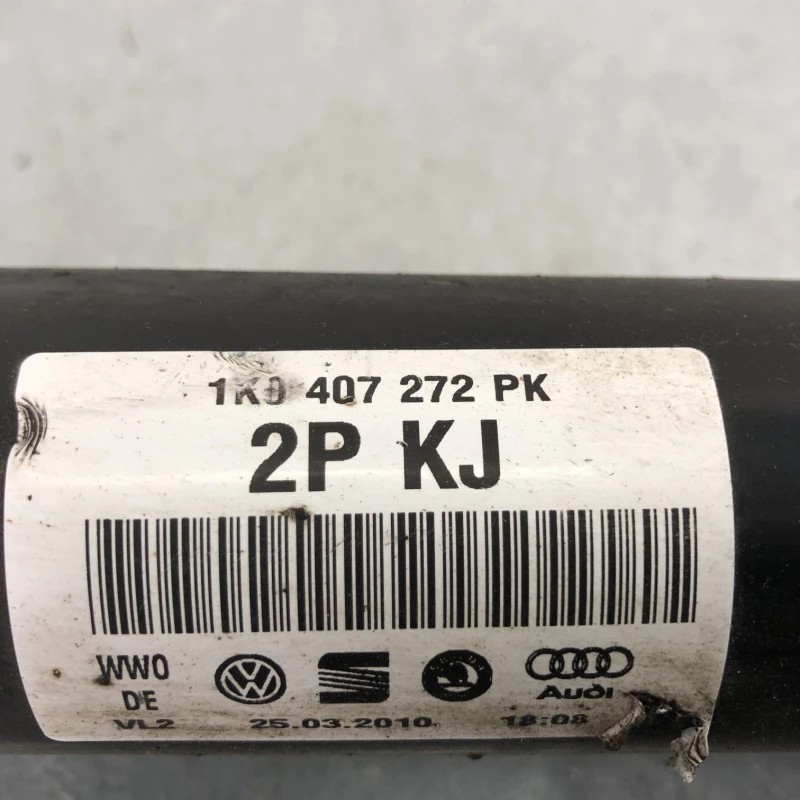 1K0 407 272 PK
2P KJ
WWO
DE
VL2
25.03.2010
18:08
Audi